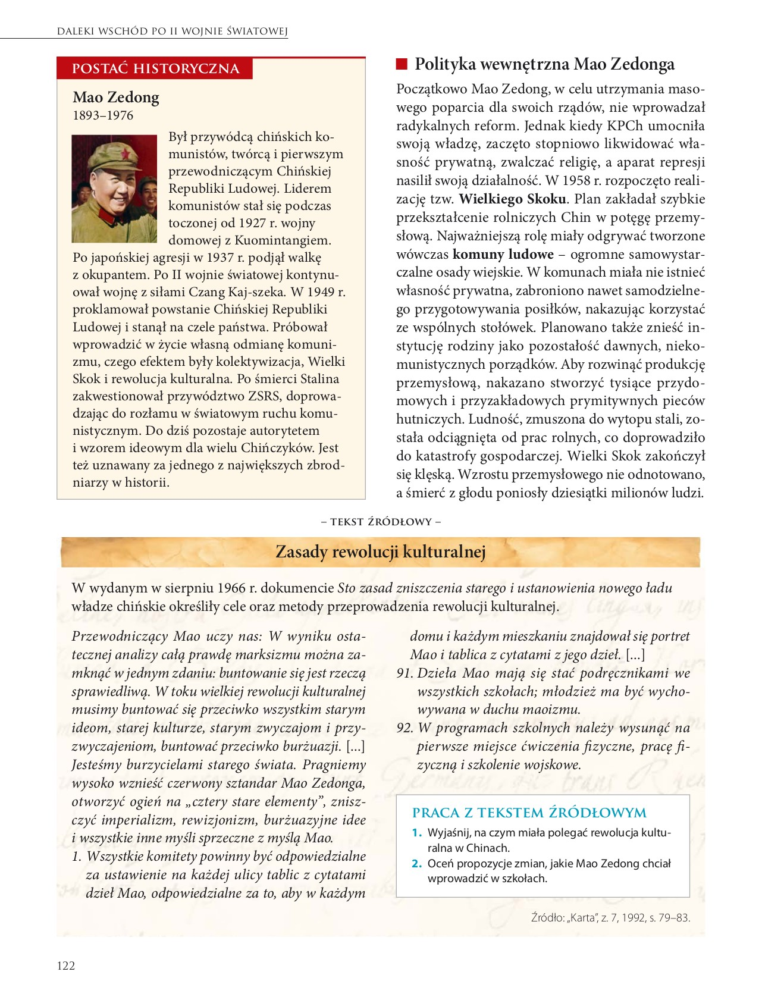 DALEKI WSCHÓD PO II WOJNIE ŚWIATOWEJ
POSTAĆ HISTORYCZNA
Mao Zedong
1893–1976
Był przywódcą chińskich ko-
munistów, twórcą i pierwszym
przewodniczącym Chińskiej
Republiki Ludowej. Liderem
komunistów stał się podczas
toczonej od 1927 r. wojny
domowej z Kuomintangiem.
Po japońskiej agresji w 1937 r. podjął walkę
z okupantem. Po II wojnie światowej kontynu-
ował wojnę z siłami Czang Kaj-szeka. W 1949 r.
proklamował powstanie Chińskiej Republiki
Ludowej i stanął na czele państwa. Próbował
wprowadzić w życie własną odmianę komuni-
zmu, czego efektem były kolektywizacja, Wielki
Skok i rewolucja kulturalna. Po śmierci Stalina
zakwestionował przywództwo ZSRS, doprowa-
dzając do rozłamu w światowym ruchu komu-
nistycznym. Do dziś pozostaje autorytetem
i wzorem ideowym dla wielu Chińczyków. Jest
też uznawany za jednego z największych zbrod-
niarzy w historii.
Polityka wewnętrzna Mao Zedonga
Początkowo Mao Zedong, w celu utrzymania maso-
wego poparcia dla swoich rządów, nie wprowadzał
radykalnych reform. Jednak kiedy KPCh umocniła
swoją władzę, zaczęto stopniowo likwidować wła-
sność prywatną, zwalczać religię, a aparat represji
nasilił swoją działalność. W 1958 r. rozpoczęto reali-
zację tzw. Wielkiego Skoku. Plan zakładał szybkie
przekształcenie rolniczych Chin w potęgę przemy-
słową. Najważniejszą rolę miały odgrywać tworzone
wówczas komuny ludowe – ogromne samowystar-
czalne osady wiejskie. W komunach miała nie istnieć
własność prywatna, zabroniono nawet samodzielne-
go przygotowywania posiłków, nakazując korzystać
ze wspólnych stołówek. Planowano także znieść in-
stytucję rodziny jako pozostałość dawnych, nieko-
munistycznych porządków. Aby rozwinąć produkcję
przemysłową, nakazano stworzyć tysiące przydo-
mowych i przyzakładowych prymitywnych pieców
hutniczych. Ludność, zmuszona do wytopu stali, zo-
stała odciągnięta od prac rolnych, co doprowadziło
do katastrofy gospodarczej. Wielki Skok zakończył
się klęską. Wzrostu przemysłowego nie odnotowano,
a śmierć z głodu poniosły dziesiątki milionów ludzi.
– TEKST ŹRÓDŁOWY –
Zasady rewolucji kulturalnej
W wydanym w sierpniu 1966 r. dokumencie Sto zasad zniszczenia starego i ustanowienia nowego ładu
władze chińskie określiły cele oraz metody przeprowadzenia rewolucji kulturalnej.
Przewodniczący Mao uczy nas: W wyniku osta-
tecznej analizy całą prawdę marksizmu można za-
mknąć w jednym zdaniu: buntowanie się jest rzeczą
sprawiedliwą. W toku wielkiej rewolucji kulturalnej
musimy buntować się przeciwko wszystkim starym
ideom, starej kulturze, starym zwyczajom i przy-
zwyczajeniom, buntować przeciwko burżuazji. [...]
Jesteśmy burzycielami starego świata. Pragniemy
wysoko wznieść czerwony sztandar Mao Zedonga,
otworzyć ogień na „cztery stare elementy”, znisz-
czyć imperializm, rewizjonizm, burżuazyjne idee
i wszystkie inne myśli sprzeczne z myślą Mao.
1. Wszystkie komitety powinny być odpowiedzialne
za ustawienie na każdej ulicy tablic z cytatami
dzieł Mao, odpowiedzialne za to, aby w każdym
domu i każdym mieszkaniu znajdował się portret
Mao i tablica z cytatami z jego dzieł. [...]
91. Dzieła Mao mają się stać podręcznikami we
wszystkich szkołach; młodzież ma być wycho-
wywana w duchu maoizmu.
92. W programach szkolnych należy wysunąć na
pierwsze miejsce ćwiczenia fizyczne, pracę fi-
zyczną i szkolenie wojskowe.
PRACA Z TEKSTEM ŹRÓDŁOWYM
1. Wyjaśnij, na czym miała polegać rewolucja kultu-
ralna w Chinach.
2. Oceń propozycje zmian, jakie Mao Zedong chciał
wprowadzić w szkołach.
Źródło: „Karta”, z. 7, 1992, s. 79–83.
122